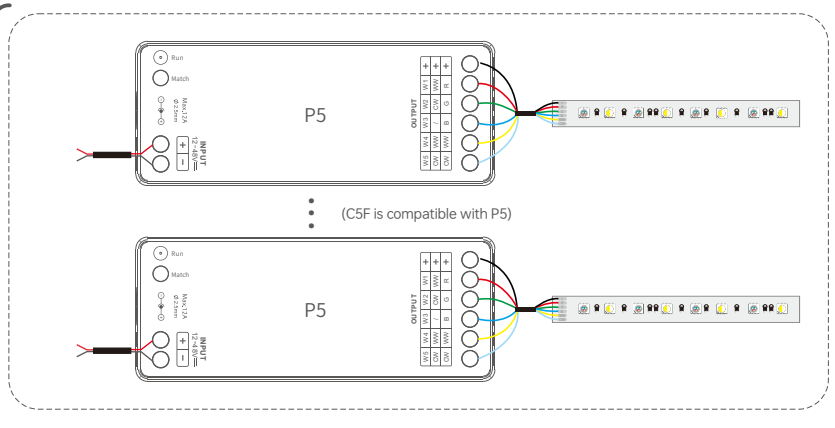 Run
Match
Max.12A
Ø 2.5mm
+
−
INPUT
12~48V
P5
OUTPUT
+ + +
W1 WW R
W2 CW G
W3 / B
W4 WW WW
W5 CW CW
(C5F is compatible with P5)
Run
Match
Max.12A
Ø 2.5mm
+
−
INPUT
12~48V
P5
OUTPUT
+ + +
W1 WW R
W2 CW G
W3 / B
W4 WW WW
W5 CW CW